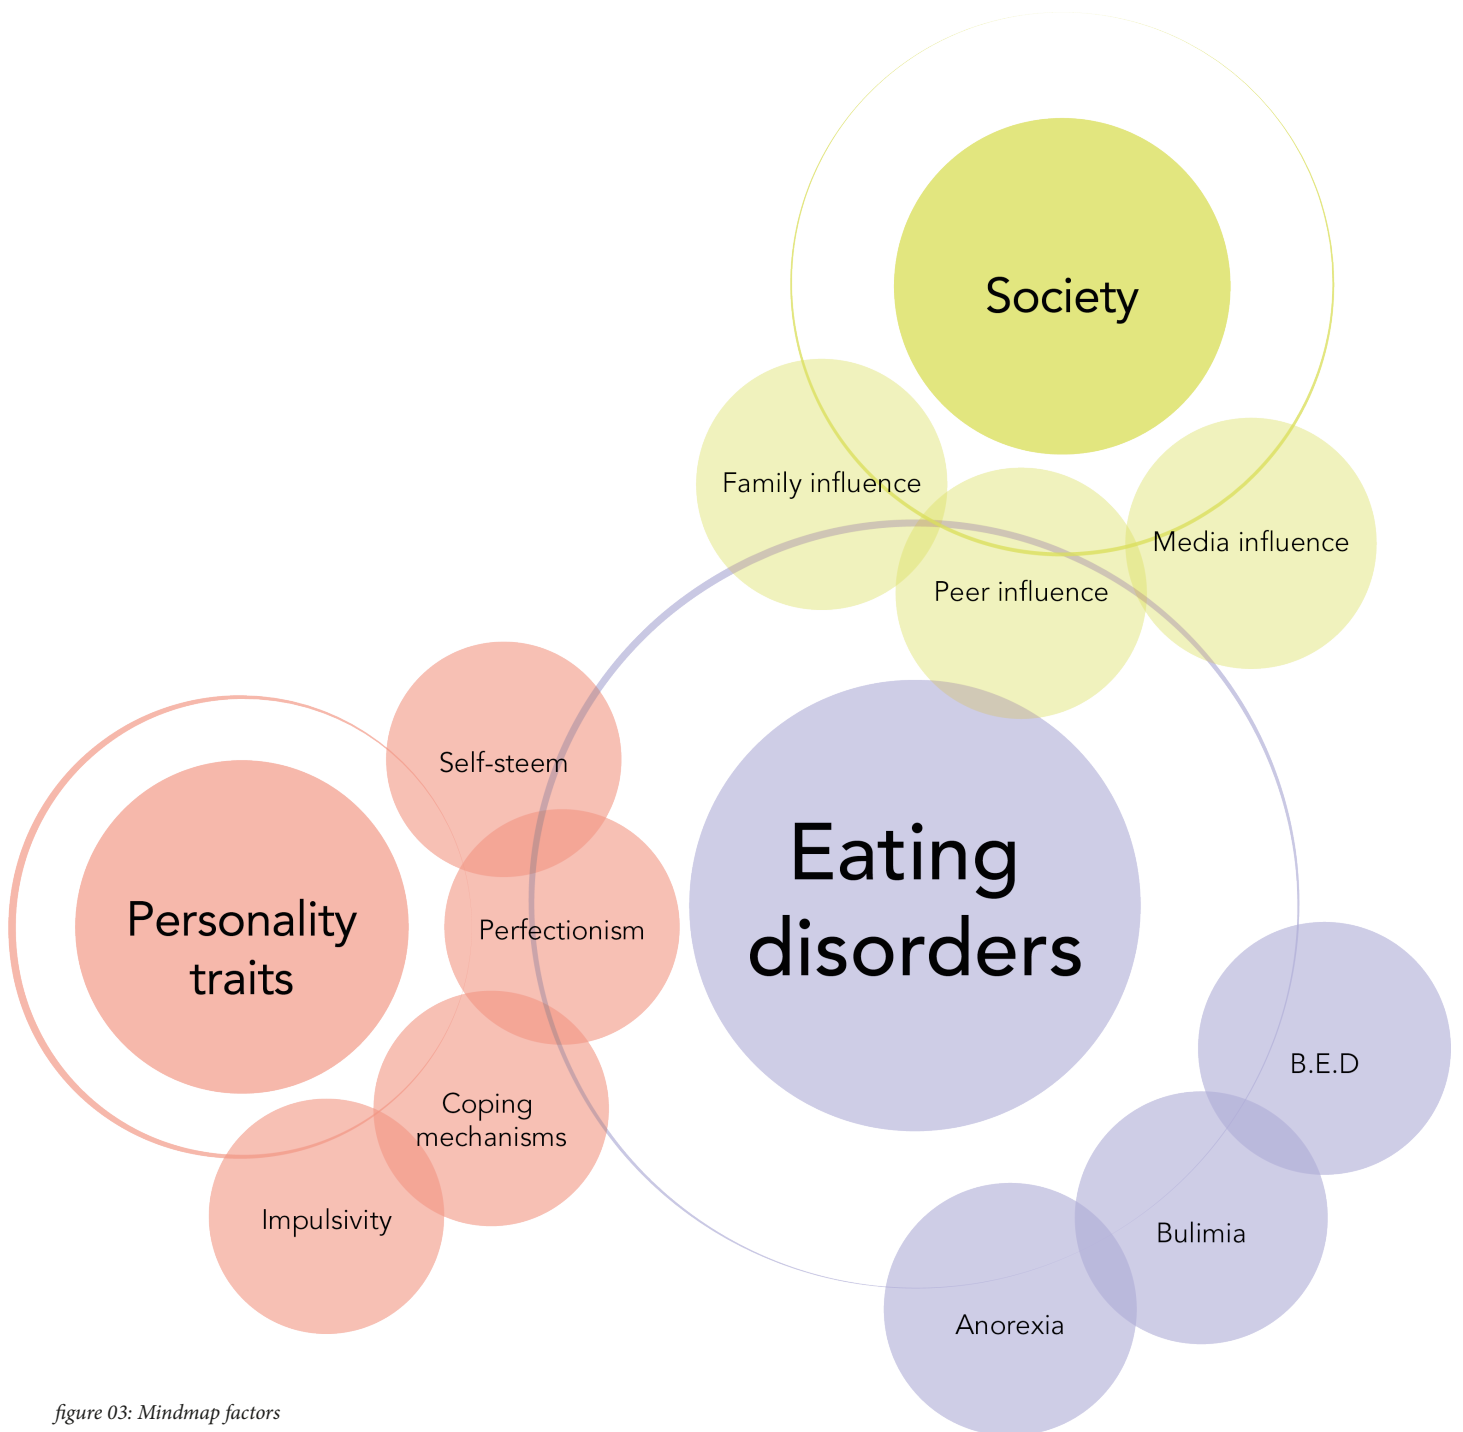 Society
Family influence
Media influence
Peer influence
Self-steem
Eating
disorders
Personality
traits
Perfectionism
B.E.D
Coping
mechanisms
Impulsivity
Bulimia
Anorexia
figure 03: Mindmap factors